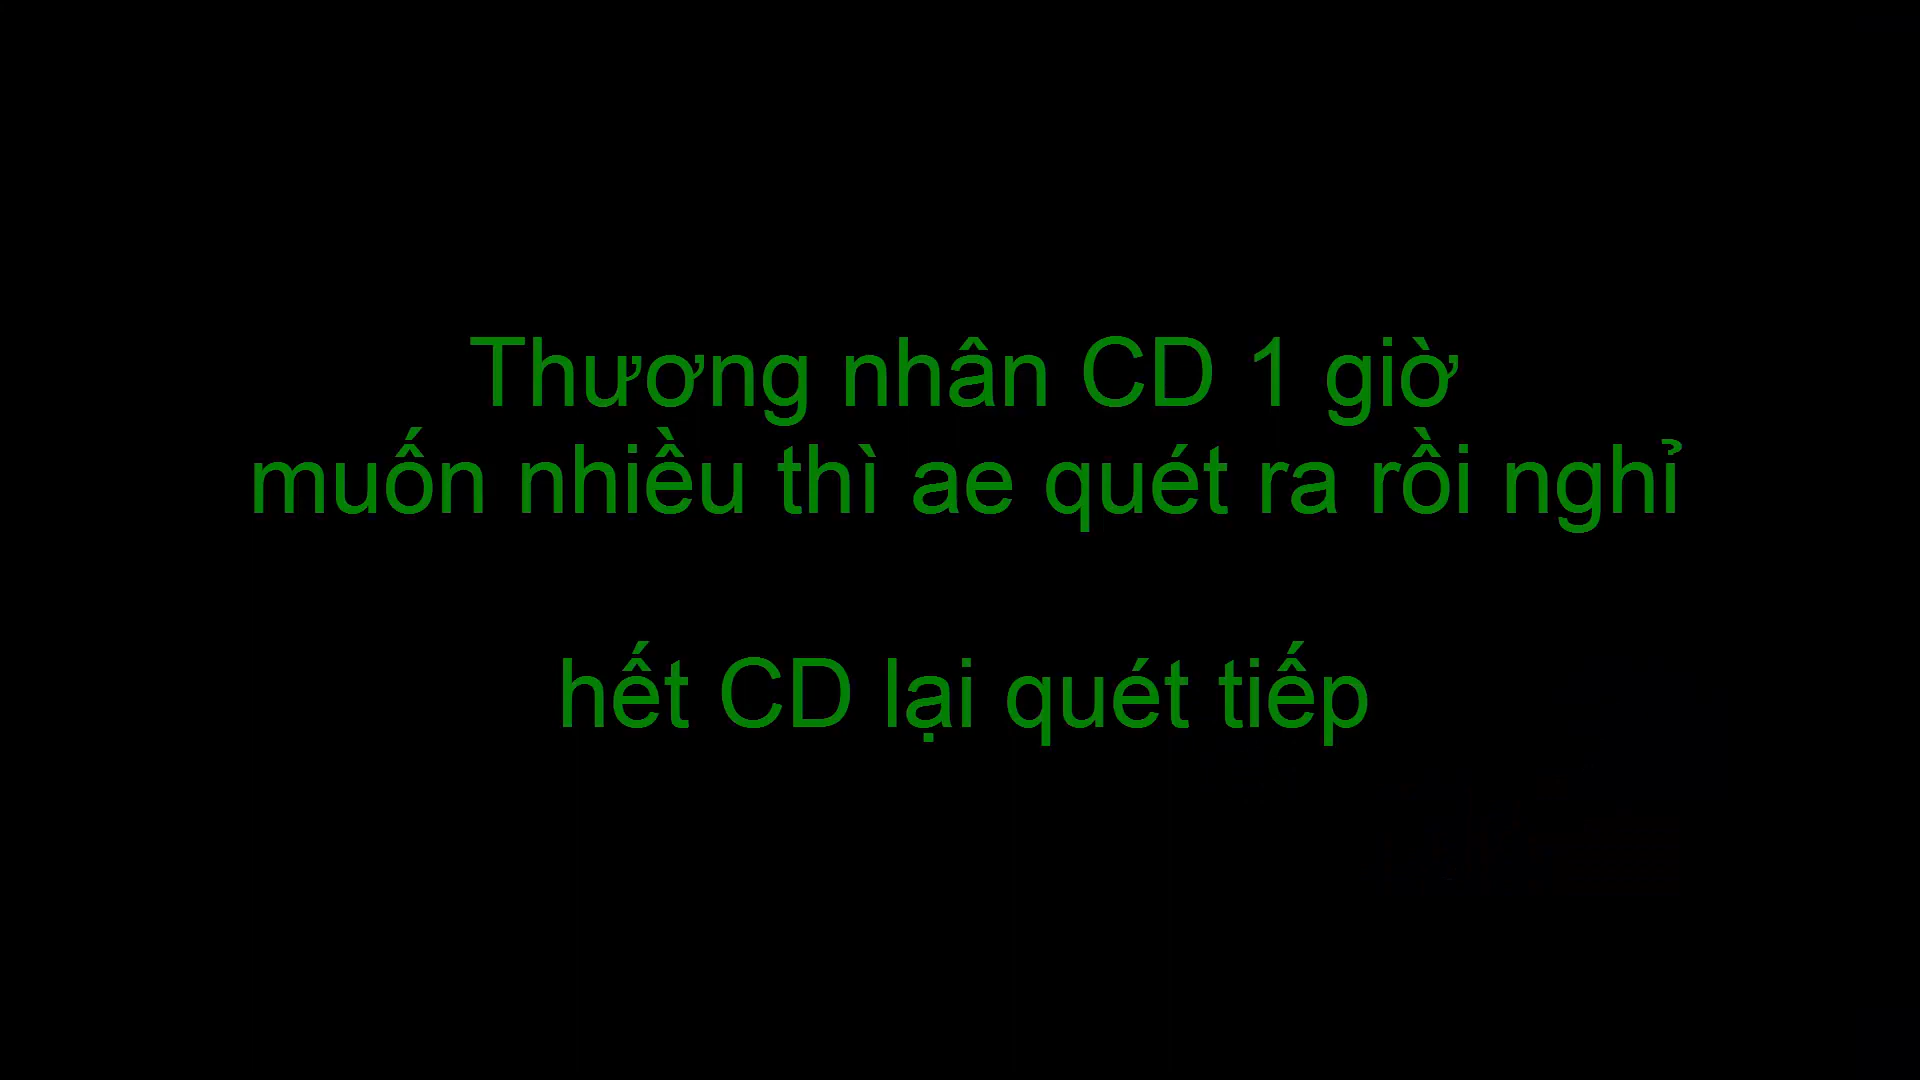 Thương nhân CD 1 giờ
muốn nhiều thì ae quét ra rồi nghỉ
hết CD lại quét tiếp